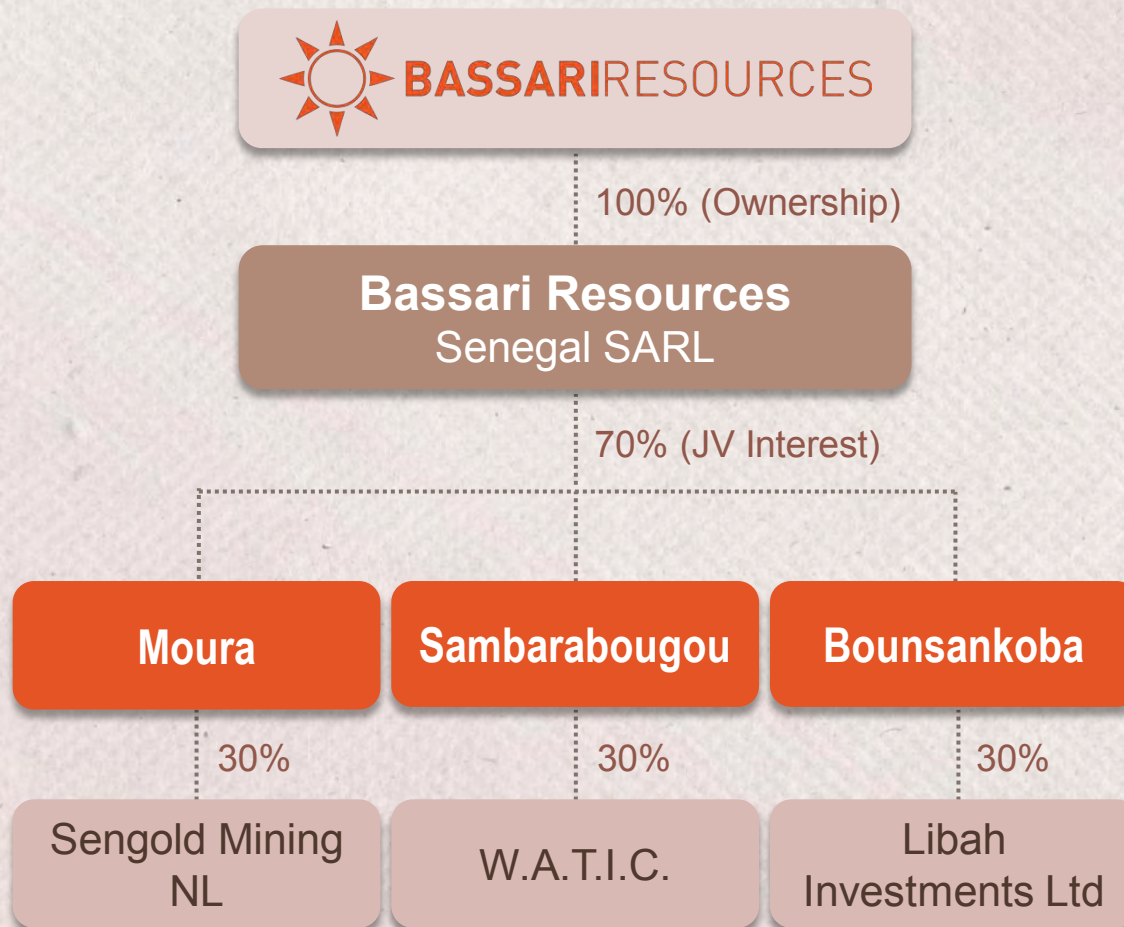 BASSARIRESOURCES
100% (Ownership)
Bassari Resources
Senegal SARL
70% (JV Interest)
Moura
Sambarabougou
Bounsankoba
30%
30%
30%
Sengold Mining
NL
W.A.T.I.C.
Libah
Investments Ltd